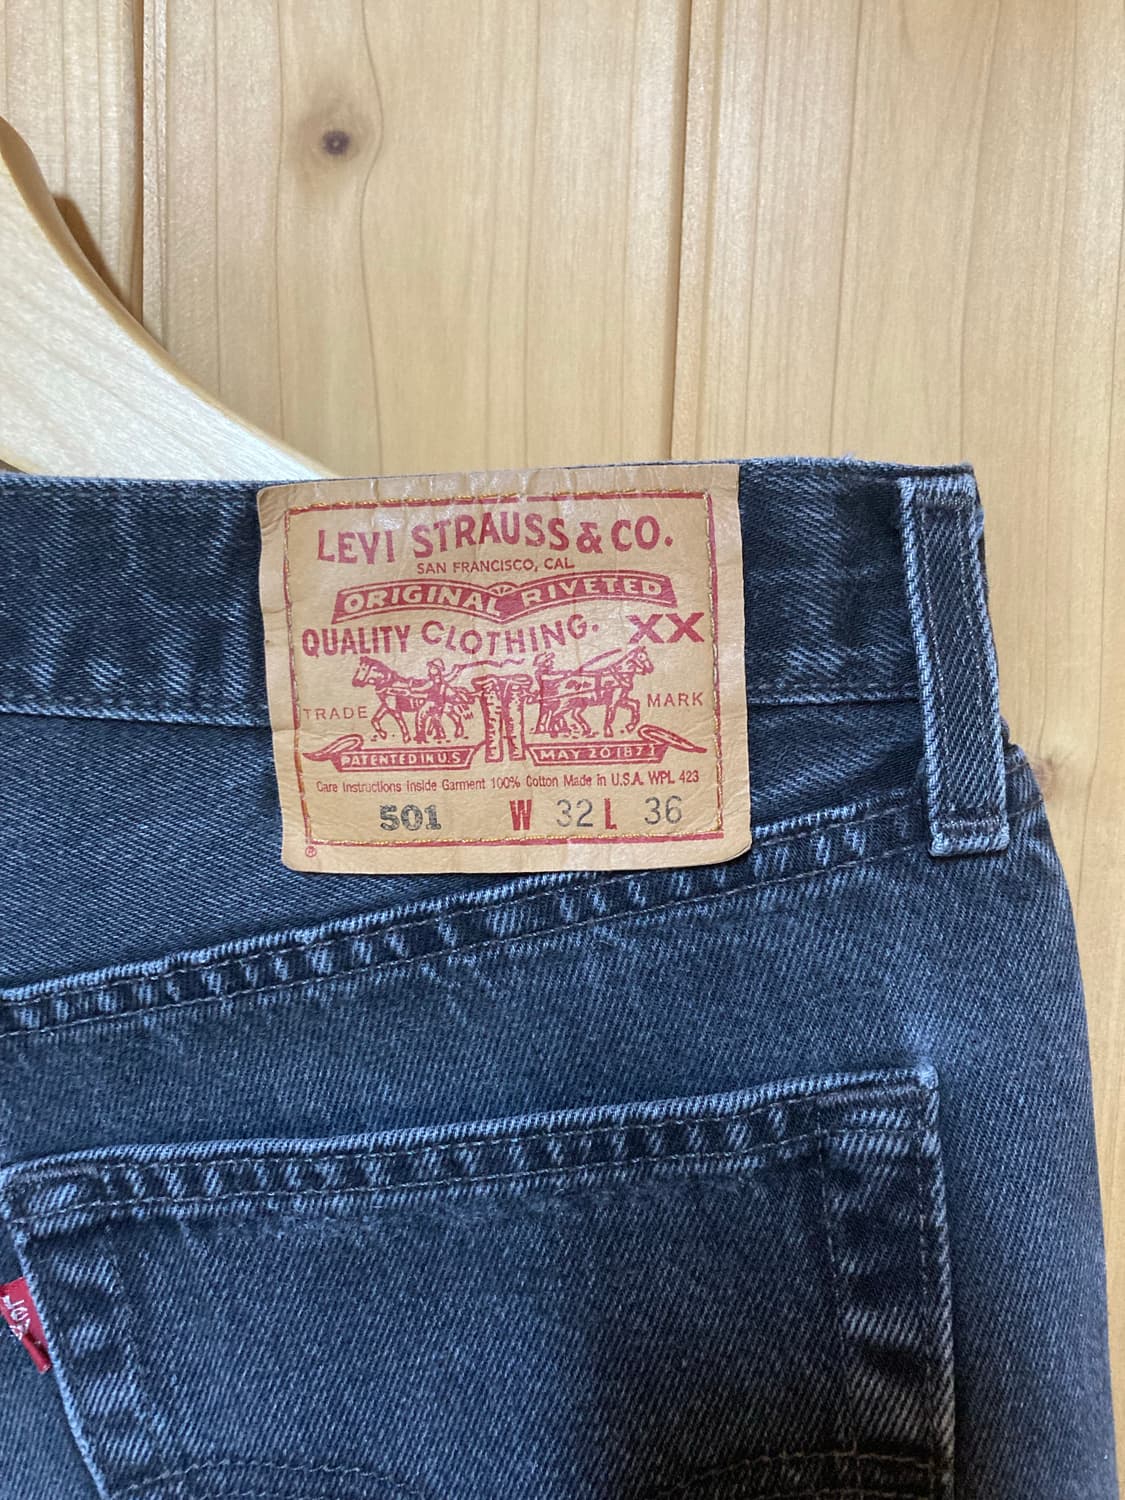 LEVI STRAUSS & CO.
SAN FRANCISCO, CAL
ORIGINAL RIVETED
QUALITY CLOTHING. XX
TRADE MARK
PATENTED IN U.S MAY 20 1873
Care Instructions Inside Garment 100% Cotton Made in U.S.A. WPL 423
501 W 32 L 36
®